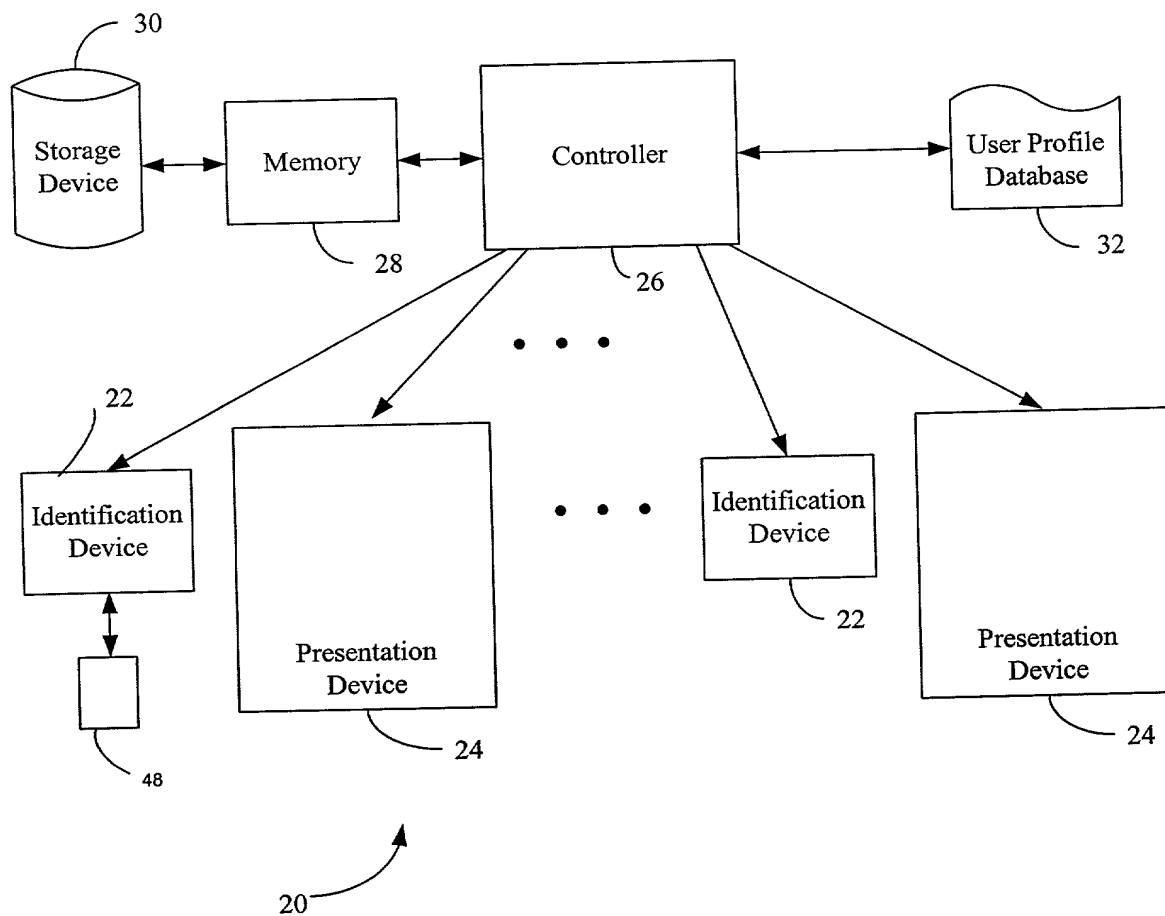 30
Storage
Device
Memory
28
Controller
26
User Profile
Database
32
22
Identification
Device
48
Presentation
Device
24
Identification
Device
22
Presentation
Device
24
20